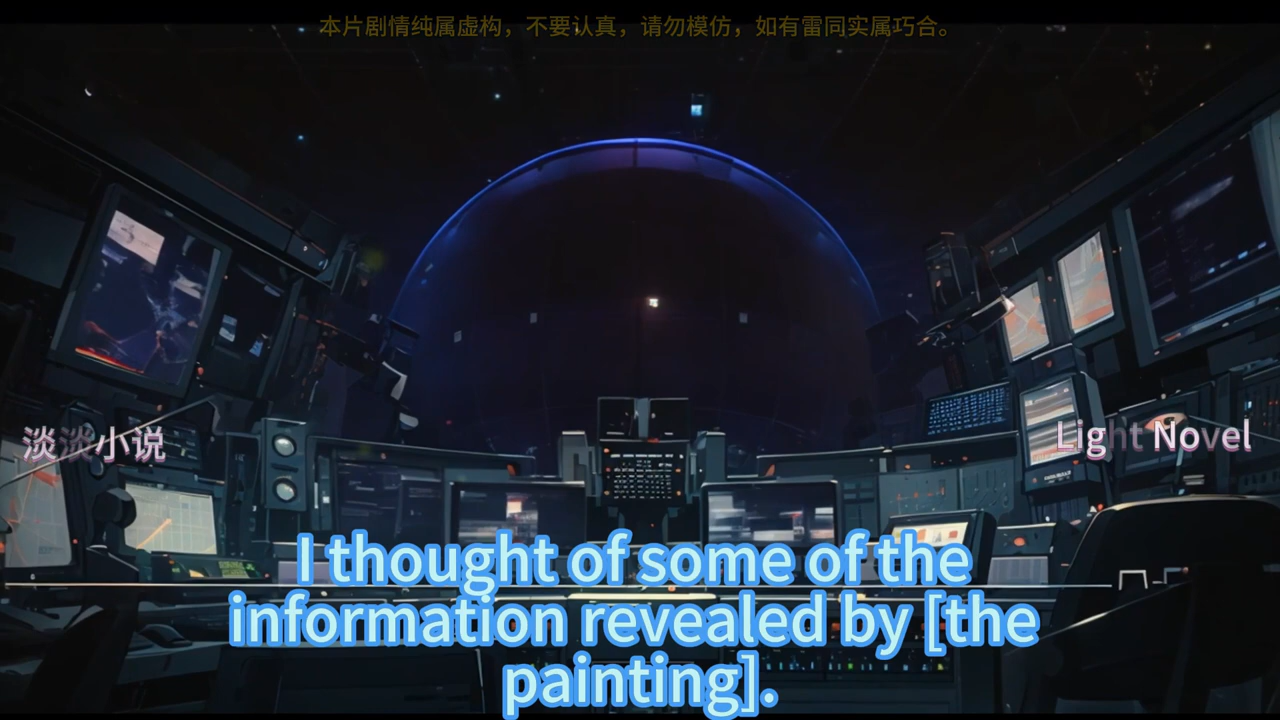 本片剧情纯属虚构，不要认真，请勿模仿，如有雷同实属巧合。
淡淡小说
Light Novel
I thought of some of the
information revealed by [the
painting].